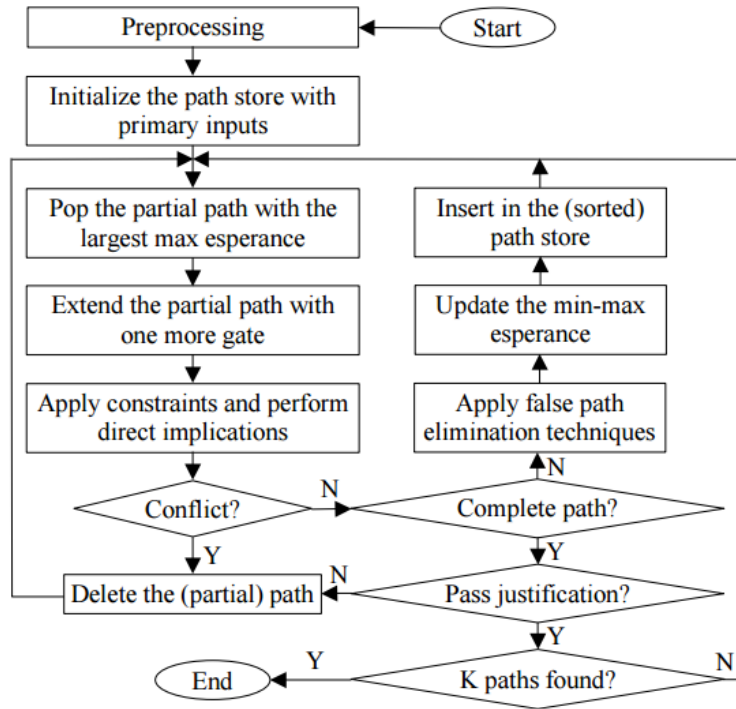 Preprocessing
Start
Initialize the path store with
primary inputs
Pop the partial path with the
largest max esperance
Extend the partial path with
one more gate
Apply constraints and perform
direct implications
Conflict?
N
Y
Delete the (partial) path
Insert in the (sorted)
path store
Update the min-max
esperance
Apply false path
elimination techniques
N
Complete path?
Y
N
Pass justification?
Y
K paths found?
Y
N
End